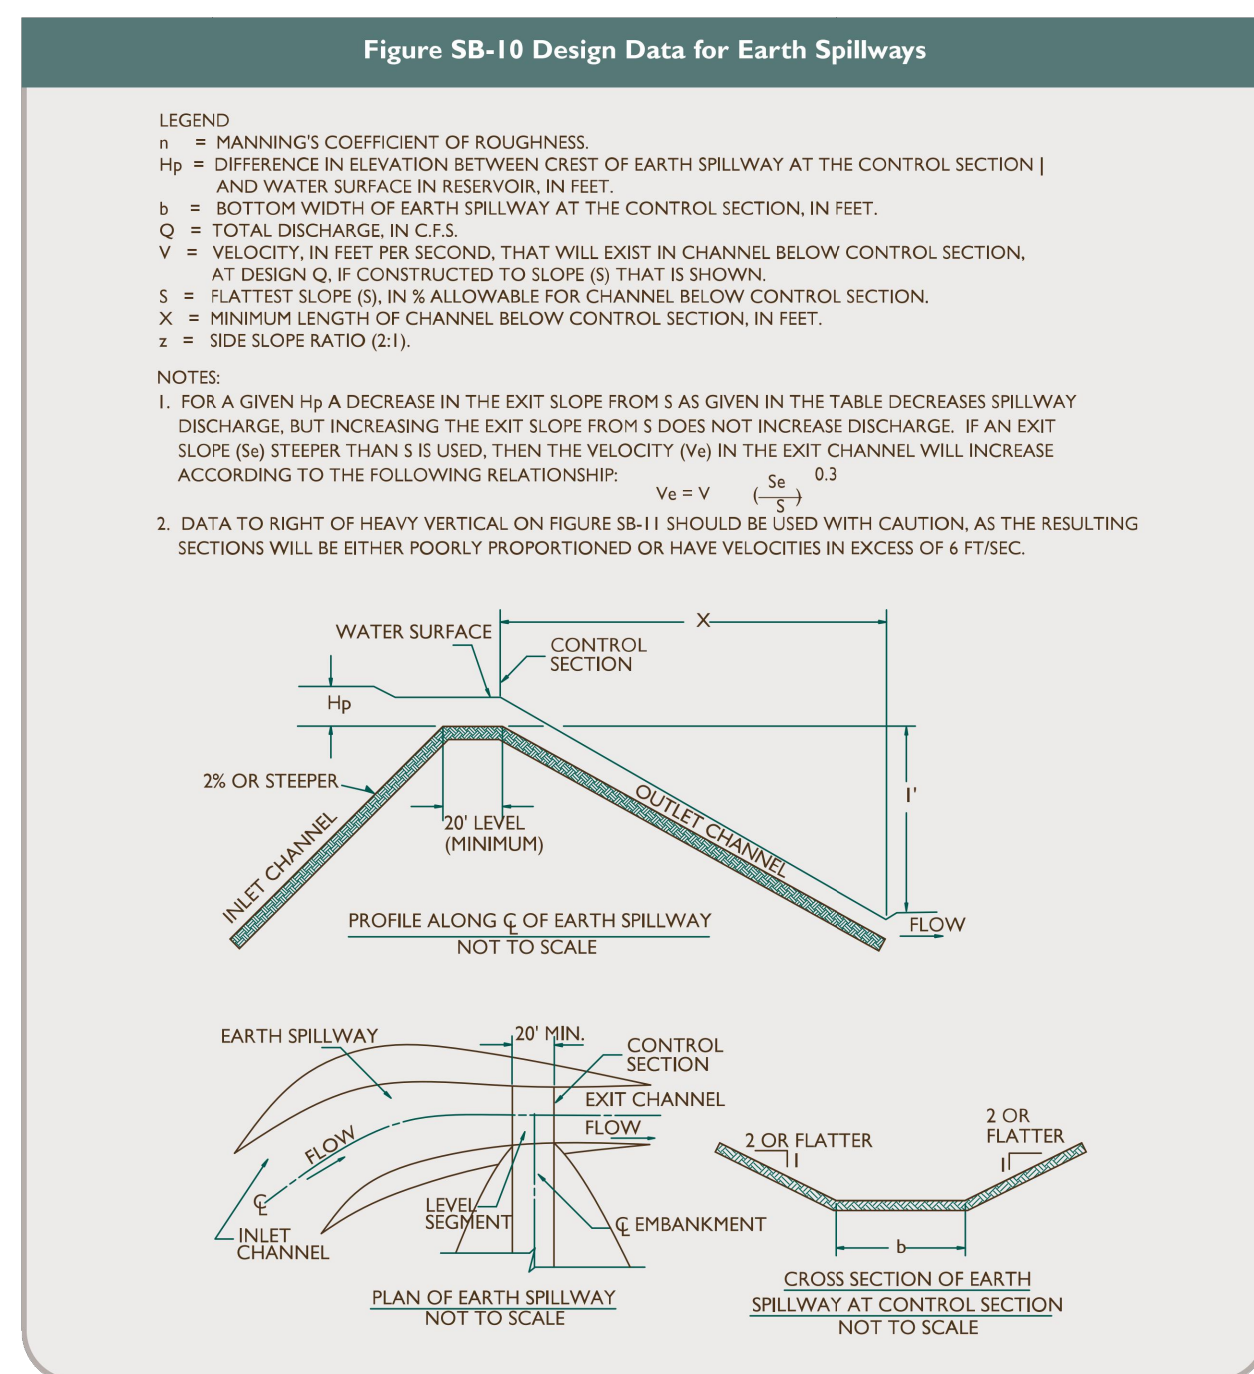 Figure SB-10 Design Data for Earth Spillways
LEGEND
n = MANNING'S COEFFICIENT OF ROUGHNESS.
Hp = DIFFERENCE IN ELEVATION BETWEEN CREST OF EARTH SPILLWAY AT THE CONTROL SECTION |
AND WATER SURFACE IN RESERVOIR, IN FEET.
b = BOTTOM WIDTH OF EARTH SPILLWAY AT THE CONTROL SECTION, IN FEET.
Q = TOTAL DISCHARGE, IN C.F.S.
V = VELOCITY, IN FEET PER SECOND, THAT WILL EXIST IN CHANNEL BELOW CONTROL SECTION,
AT DESIGN Q, IF CONSTRUCTED TO SLOPE (S) THAT IS SHOWN.
S = FLATTEST SLOPE (S), IN % ALLOWABLE FOR CHANNEL BELOW CONTROL SECTION.
X = MINIMUM LENGTH OF CHANNEL BELOW CONTROL SECTION, IN FEET.
z = SIDE SLOPE RATIO (2:1).
NOTES:
1. FOR A GIVEN Hp A DECREASE IN THE EXIT SLOPE FROM S AS GIVEN IN THE TABLE DECREASES SPILLWAY
DISCHARGE, BUT INCREASING THE EXIT SLOPE FROM S DOES NOT INCREASE DISCHARGE. IF AN EXIT
SLOPE (Se) STEEPER THAN S IS USED, THEN THE VELOCITY (Ve) IN THE EXIT CHANNEL WILL INCREASE
ACCORDING TO THE FOLLOWING RELATIONSHIP:
Ve = V (Se/S) 0.3
2. DATA TO RIGHT OF HEAVY VERTICAL ON FIGURE SB-11 SHOULD BE USED WITH CAUTION, AS THE RESULTING
SECTIONS WILL BE EITHER POORLY PROPORTIONED OR HAVE VELOCITIES IN EXCESS OF 6 FT/SEC.
X
WATER SURFACE
CONTROL
SECTION
Hp
2% OR STEEPER
1'
20' LEVEL
(MINIMUM)
INLET CHANNEL
OUTLET CHANNEL
FLOW
PROFILE ALONG ℄ OF EARTH SPILLWAY
NOT TO SCALE
EARTH SPILLWAY
20' MIN.
CONTROL
SECTION
EXIT CHANNEL
FLOW
FLOW
℄
INLET
CHANNEL
LEVEL
SEGMENT
℄ EMBANKMENT
PLAN OF EARTH SPILLWAY
NOT TO SCALE
2 OR FLATTER
1
2 OR
FLATTER
1
b
CROSS SECTION OF EARTH
SPILLWAY AT CONTROL SECTION
NOT TO SCALE